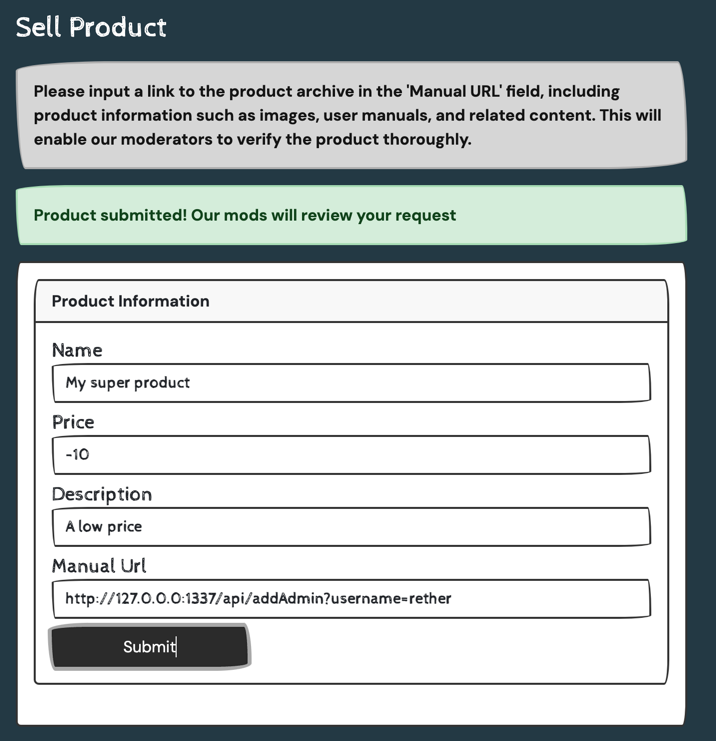 Sell Product
Please input a link to the product archive in the 'Manual URL' field, including
product information such as images, user manuals, and related content. This will
enable our moderators to verify the product thoroughly.
Product submitted! Our mods will review your request
Product Information
Name
My super product
Price
-10
Description
A low price
Manual Url
http://127.0.0.0:1337/api/addAdmin?username=rether
Submit